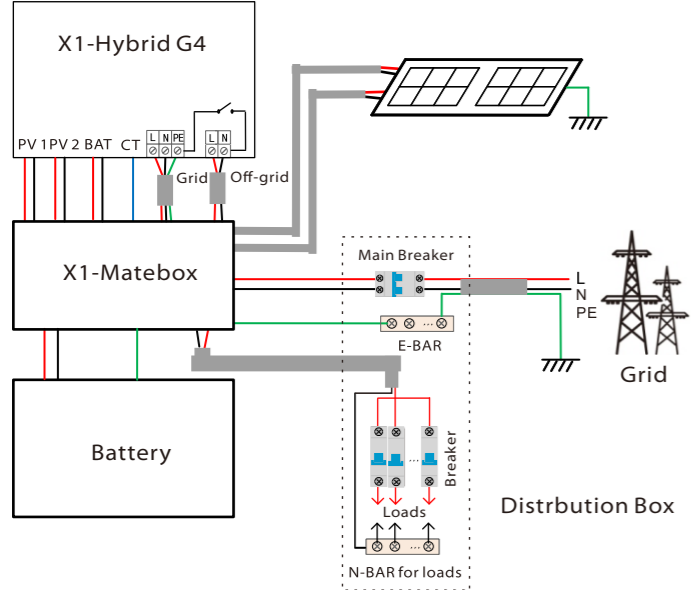 X1-Hybrid G4
PV 1 PV 2 BAT CT
L N PE
L N
Grid
Off-grid
X1-Matebox
Main Breaker
L
N
PE
E-BAR
Grid
Battery
Breaker
Loads
Distrbution Box
N-BAR for loads